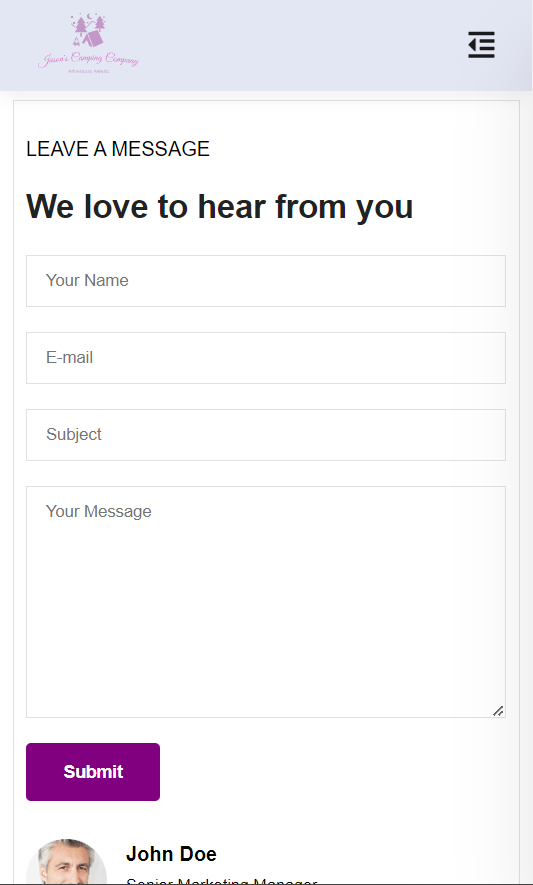 Jason's Camping Company
LEAVE A MESSAGE
We love to hear from you
Your Name
E-mail
Subject
Your Message
Submit
John Doe
Senior Marketing Manager